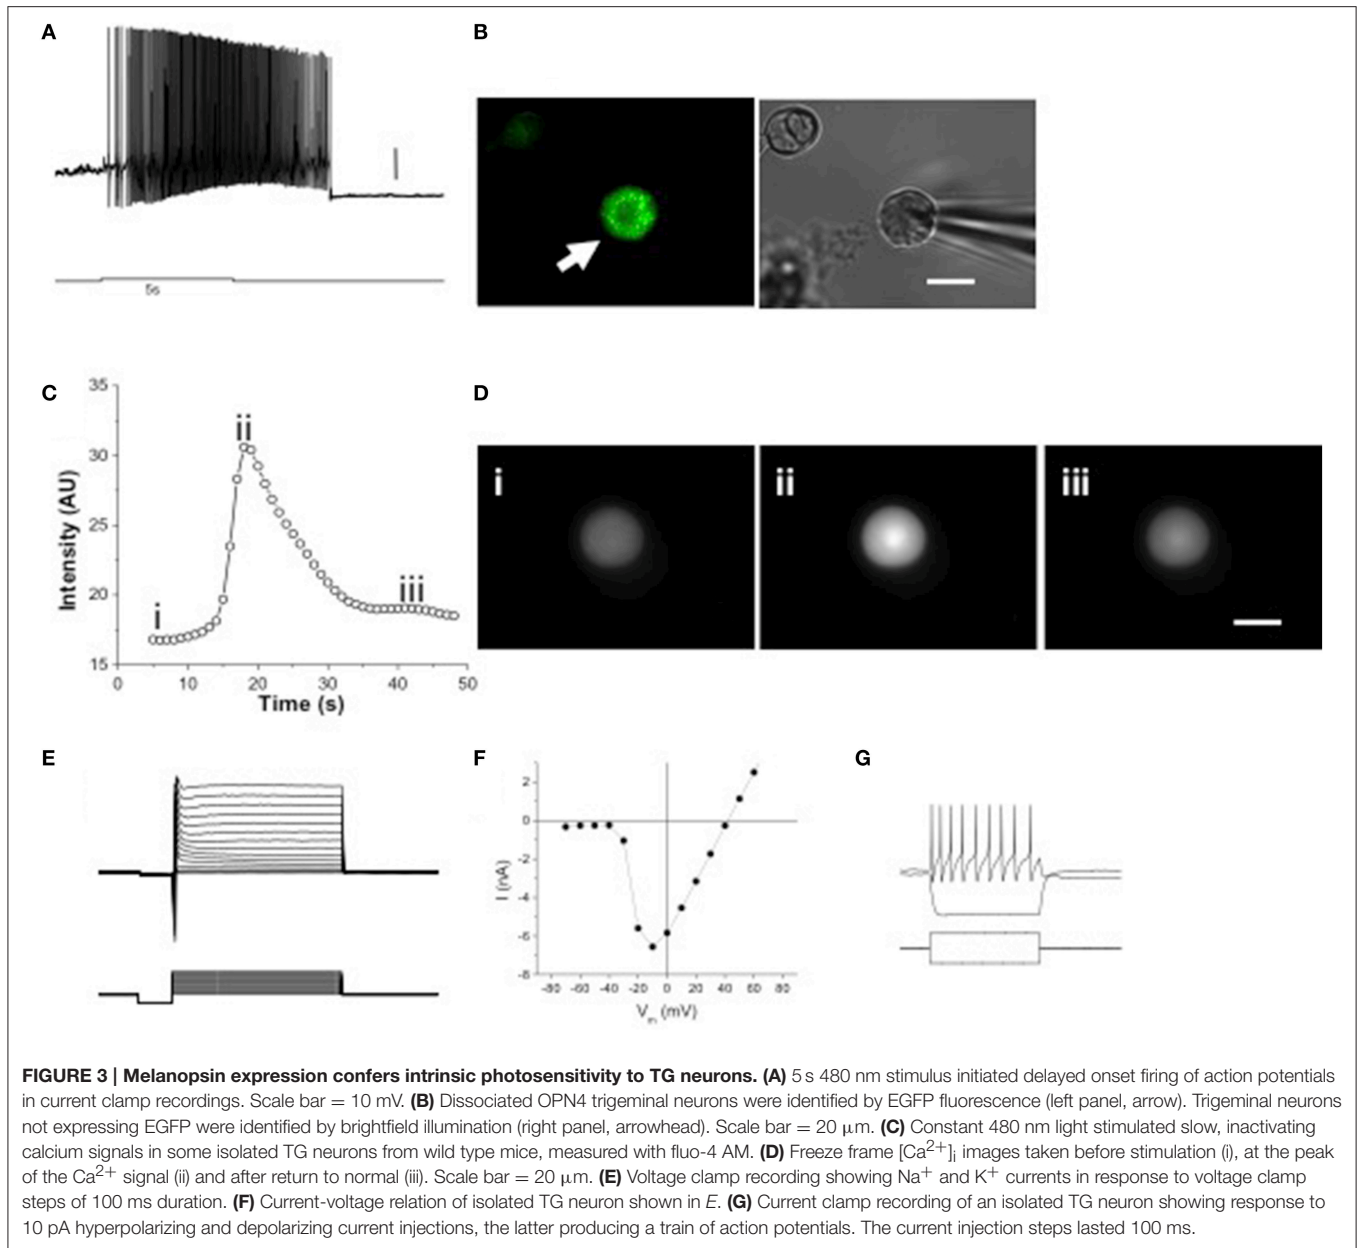 A
B
5s
C
D
35
30
25
20
15
0
10
20
30
40
50
Intensity (AU)
Time (s)
i
ii
iii
i
ii
iii
E
F
G
2
0
-2
-4
-6
-8
-80
-60
-40
-20
0
20
40
60
80
I (nA)
Vm (mV)
FIGURE 3 | Melanopsin expression confers intrinsic photosensitivity to TG neurons. (A) 5 s 480 nm stimulus initiated delayed onset firing of action potentials
in current clamp recordings. Scale bar = 10 mV. (B) Dissociated OPN4 trigeminal neurons were identified by EGFP fluorescence (left panel, arrow). Trigeminal neurons
not expressing EGFP were identified by brightfield illumination (right panel, arrowhead). Scale bar = 20 μm. (C) Constant 480 nm light stimulated slow, inactivating
calcium signals in some isolated TG neurons from wild type mice, measured with fluo-4 AM. (D) Freeze frame [Ca2+]i images taken before stimulation (i), at the peak
of the Ca2+ signal (ii) and after return to normal (iii). Scale bar = 20 μm. (E) Voltage clamp recording showing Na+ and K+ currents in response to voltage clamp
steps of 100 ms duration. (F) Current-voltage relation of isolated TG neuron shown in E. (G) Current clamp recording of an isolated TG neuron showing response to
10 pA hyperpolarizing and depolarizing current injections, the latter producing a train of action potentials. The current injection steps lasted 100 ms.